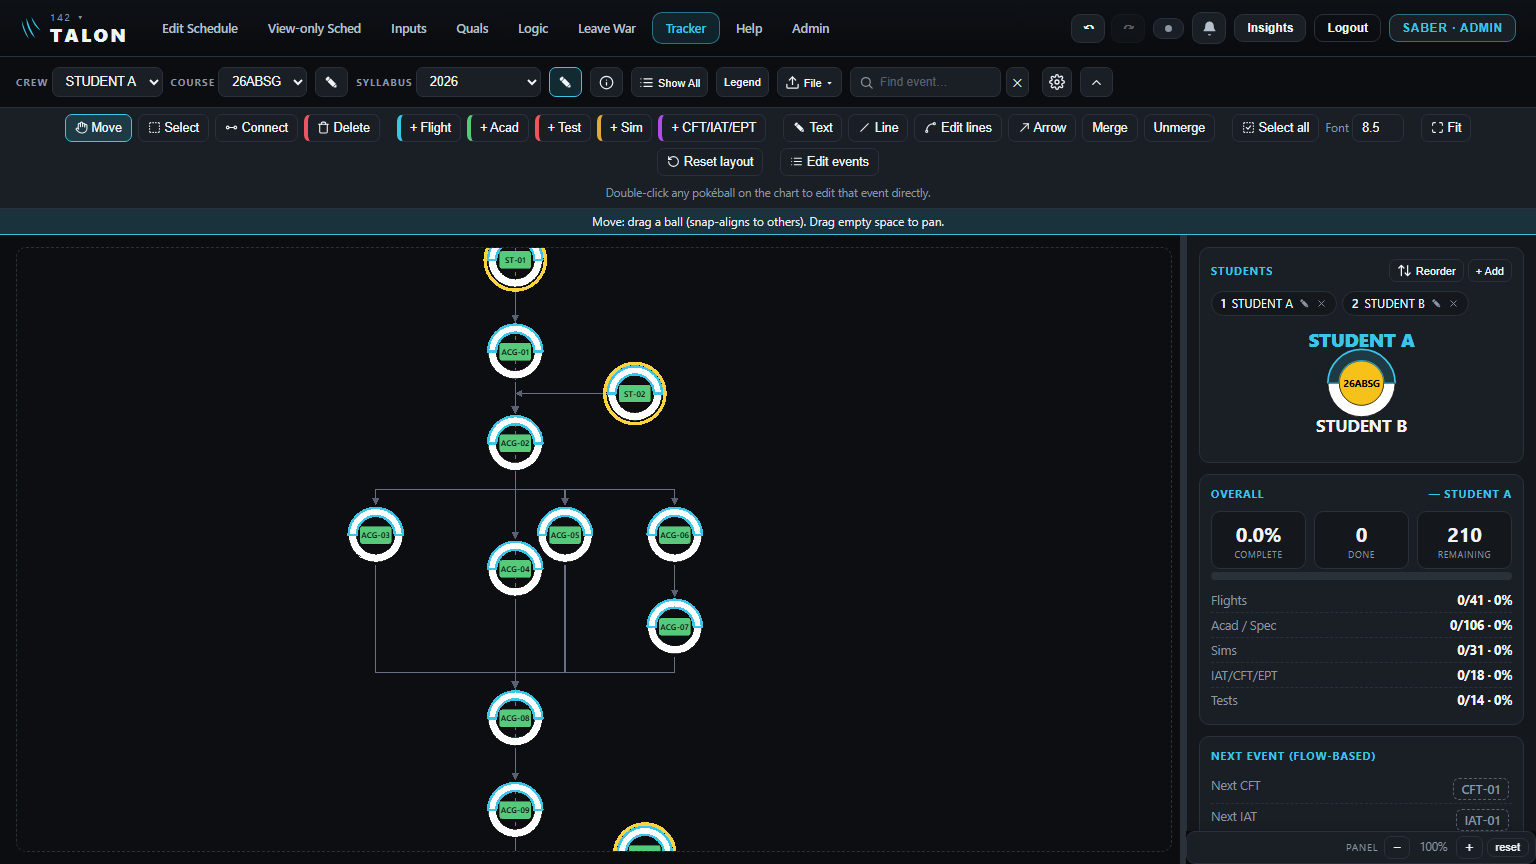 142
TALON
Edit Schedule
View-only Sched
Inputs
Quals
Logic
Leave War
Tracker
Help
Admin
Insights
Logout
SABER · ADMIN
CREW
STUDENT A
COURSE
26ABSG
SYLLABUS
2026
Show All
Legend
File
Find event...
Move
Select
Connect
Delete
+ Flight
+ Acad
+ Test
+ Sim
+ CFT/IAT/EPT
Text
Line
Edit lines
Arrow
Merge
Unmerge
Select all
Font
8.5
Fit
Reset layout
Edit events
Double-click any pokéball on the chart to edit that event directly.
Move: drag a ball (snap-aligns to others). Drag empty space to pan.
ST-01
ACG-01
ST-02
ACG-02
ACG-03
ACG-04
ACG-05
ACG-06
ACG-07
ACG-08
ACG-09
STUDENTS
Reorder
+ Add
1 STUDENT A
2 STUDENT B
STUDENT A
26ABSG
STUDENT B
OVERALL
— STUDENT A
0.0%
COMPLETE
0
DONE
210
REMAINING
Flights
0/41 · 0%
Acad / Spec
0/106 · 0%
Sims
0/31 · 0%
IAT/CFT/EPT
0/18 · 0%
Tests
0/14 · 0%
NEXT EVENT (FLOW-BASED)
Next CFT
CFT-01
Next IAT
IAT-01
PANEL
100%
reset